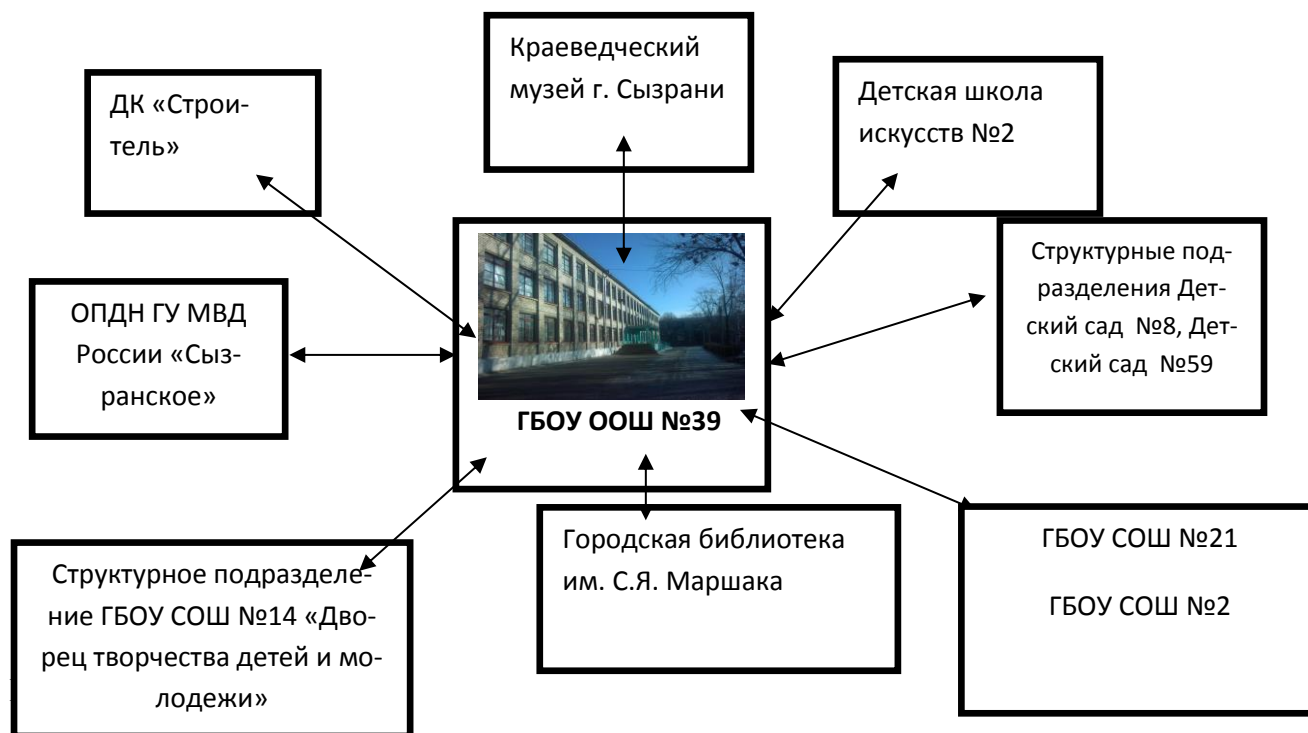 Краеведческий
музей г. Сызрани
ДК «Строи-
тель»
Детская школа
искусств №2
Структурные под-
разделения Дет-
ский сад №8, Дет-
ский сад №59
ОПДН ГУ МВД
России «Сыз-
ранское»
ГБОУ ООШ №39
Структурное подразделе-
ние ГБОУ СОШ №14 «Дво-
рец творчества детей и мо-
лодежи»
Городская библиотека
им. С.Я. Маршака
ГБОУ СОШ №21
ГБОУ СОШ №2